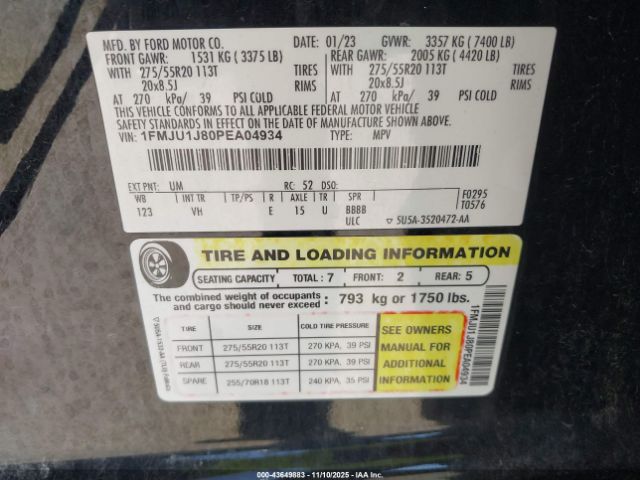 MFD. BY FORD MOTOR CO. 01/23 GVWR: 3357 KG ( 7400 LB)
FRONT GAWR: 1531 KG ( 3375 LB) REAR GAWR: 2005 KG ( 4420 LB)
WITH 275/55R20 113T TIRES WITH 275/55R20 113T TIRES
20x8.5J RIMS 20x8.5J RIMS
AT 270 kPa/ 39 PSI COLD AT 270 kPa/ 39 PSI COLD
THIS VEHICLE CONFORMS TO ALL APPLICABLE FEDERAL MOTOR VEHICLE
SAFETY STANDARDS IN EFFECT ON THE DATE OF MANUFACTURE SHOWN ABOVE.
VIN: 1FMJU1J80PEA04934 TYPE: MPV
EXT PNT: UM RC: 52 DSO:
WB INT TR TP/PS R AXLE TR SPR F0295
123 VH E 15 U BBBB T0576
ULC ▽ 5U5A-3520472-AA
TIRE AND LOADING INFORMATION
SEATING CAPACITY TOTAL : 7 FRONT: 2 REAR: 5
The combined weight of occupants
and cargo should never exceed : 793 kg or 1750 lbs.
TIRE SIZE COLD TIRE PRESSURE
FRONT 275/55R20 113T 270 KPA, 39 PSI
REAR 275/55R20 113T 270 KPA, 39 PSI
SPARE 255/70R18 113T 240 KPA, 35 PSI
SEE OWNERS
MANUAL FOR
ADDITIONAL
INFORMATION
1FMJU1J80PEA04934
000-43649883 - 11/10/2025 - IAAI.CA